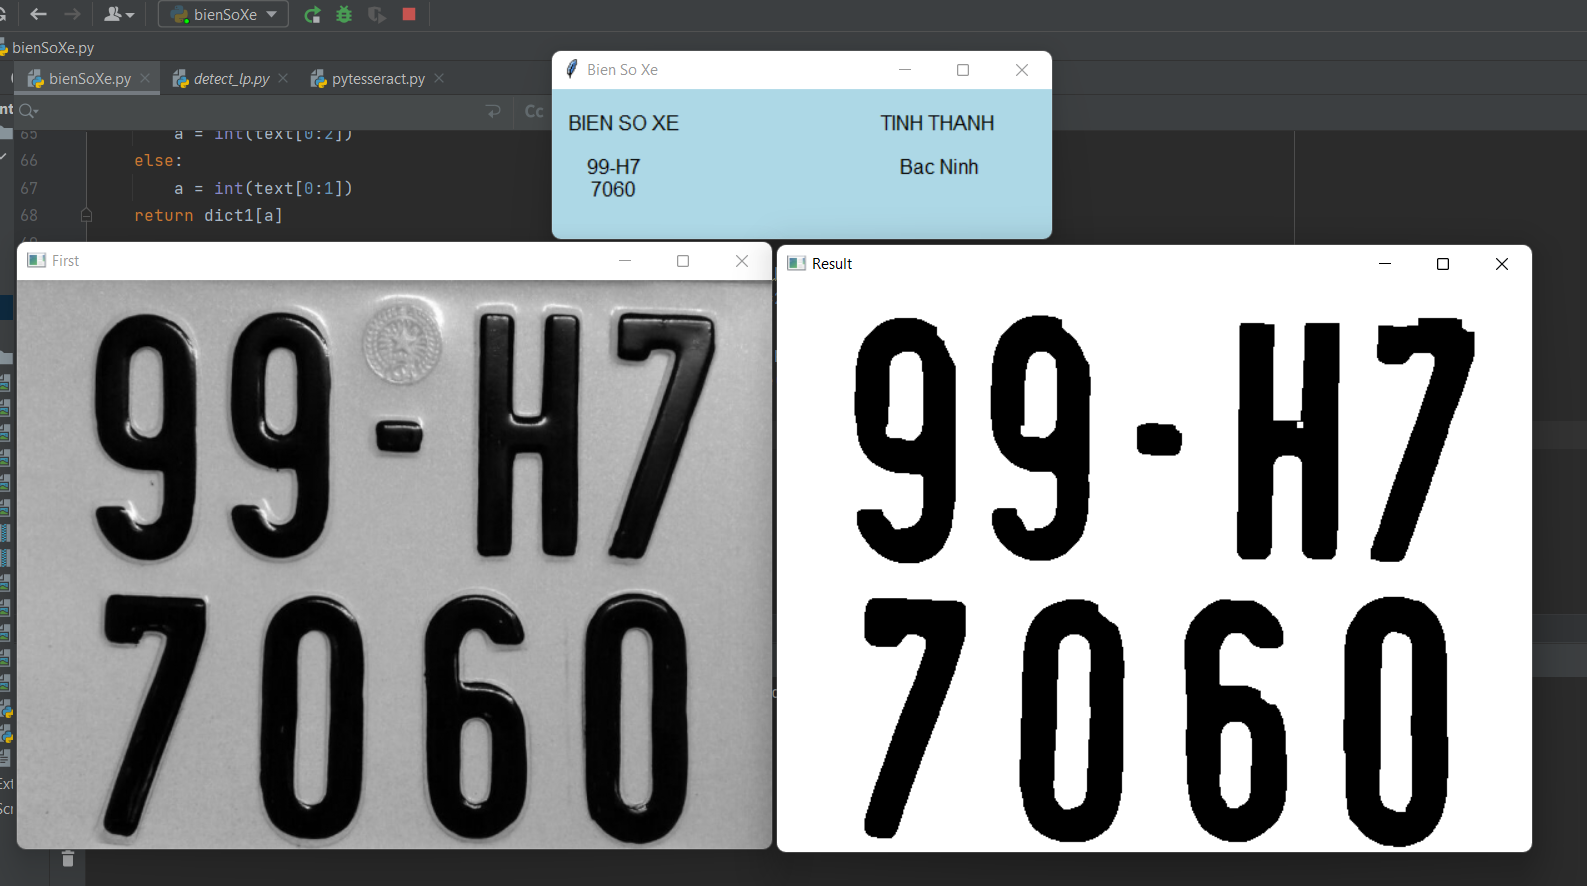 bienSoXe
bienSoXe.py
bienSoXe.py
detect_lp.py
pytesseract.py
Cc
65
a = int(text[0:2])
66
else:
67
a = int(text[0:1])
68
return dict1[a]
Bien So Xe
BIEN SO XE
TINH THANH
99-H7
7060
Bac Ninh
First
99-H7
7060
Result
99-H7
7060